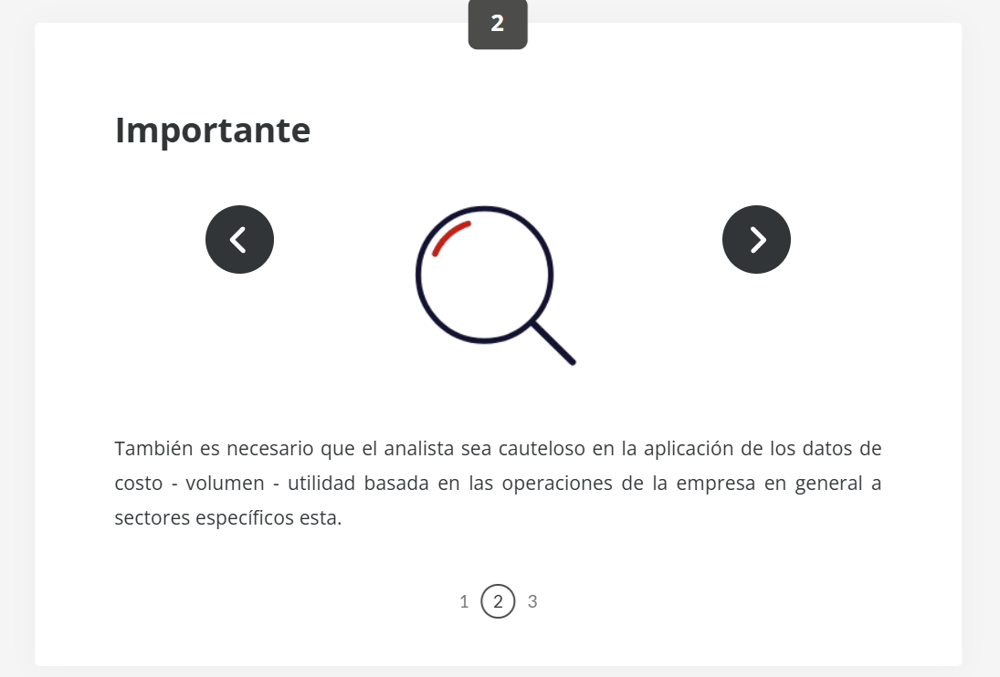 2
Importante
También es necesario que el analista sea cauteloso en la aplicación de los datos de
costo - volumen - utilidad basada en las operaciones de la empresa en general a
sectores específicos esta.
1 2 3